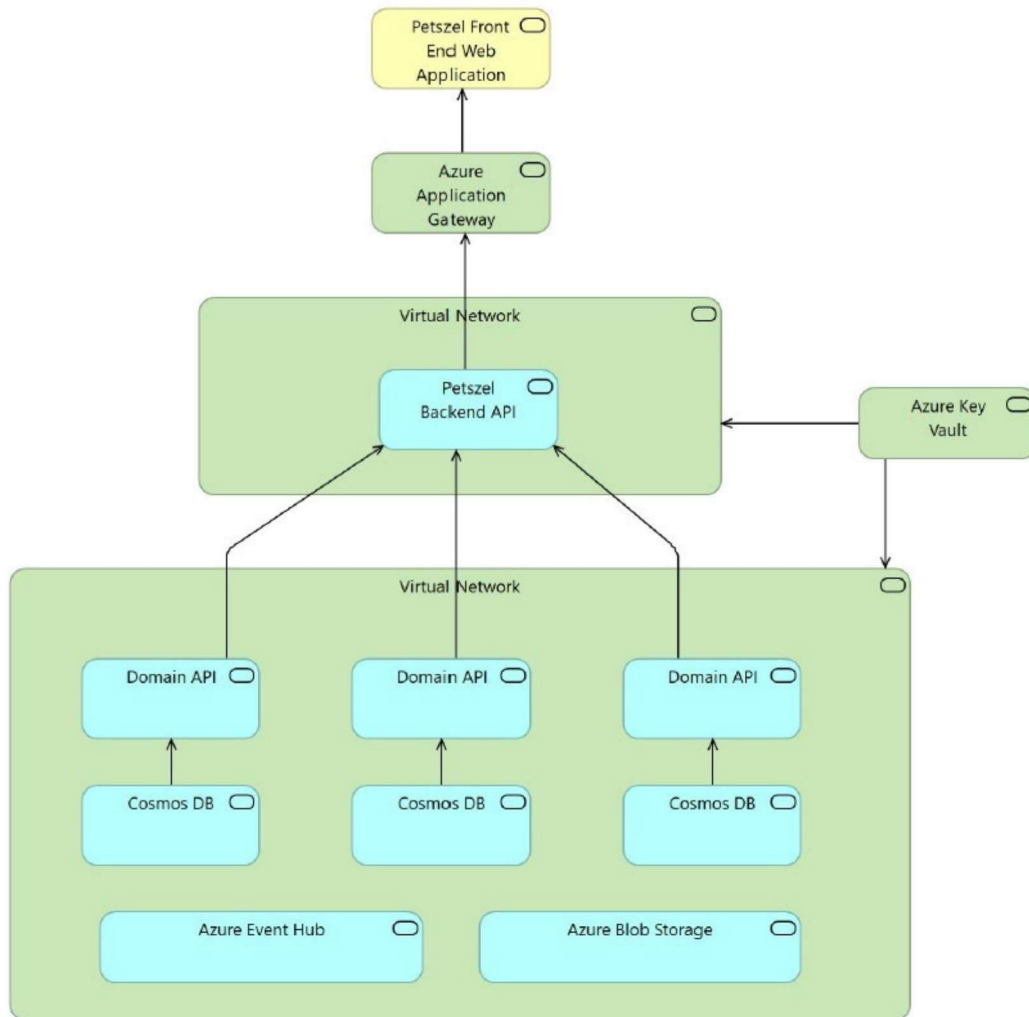 Petszel Front
End Web
Application
Azure
Application
Gateway
Virtual Network
Petszel
Backend API
Azure Key
Vault
Virtual Network
Domain API
Domain API
Domain API
Cosmos DB
Cosmos DB
Cosmos DB
Azure Event Hub
Azure Blob Storage